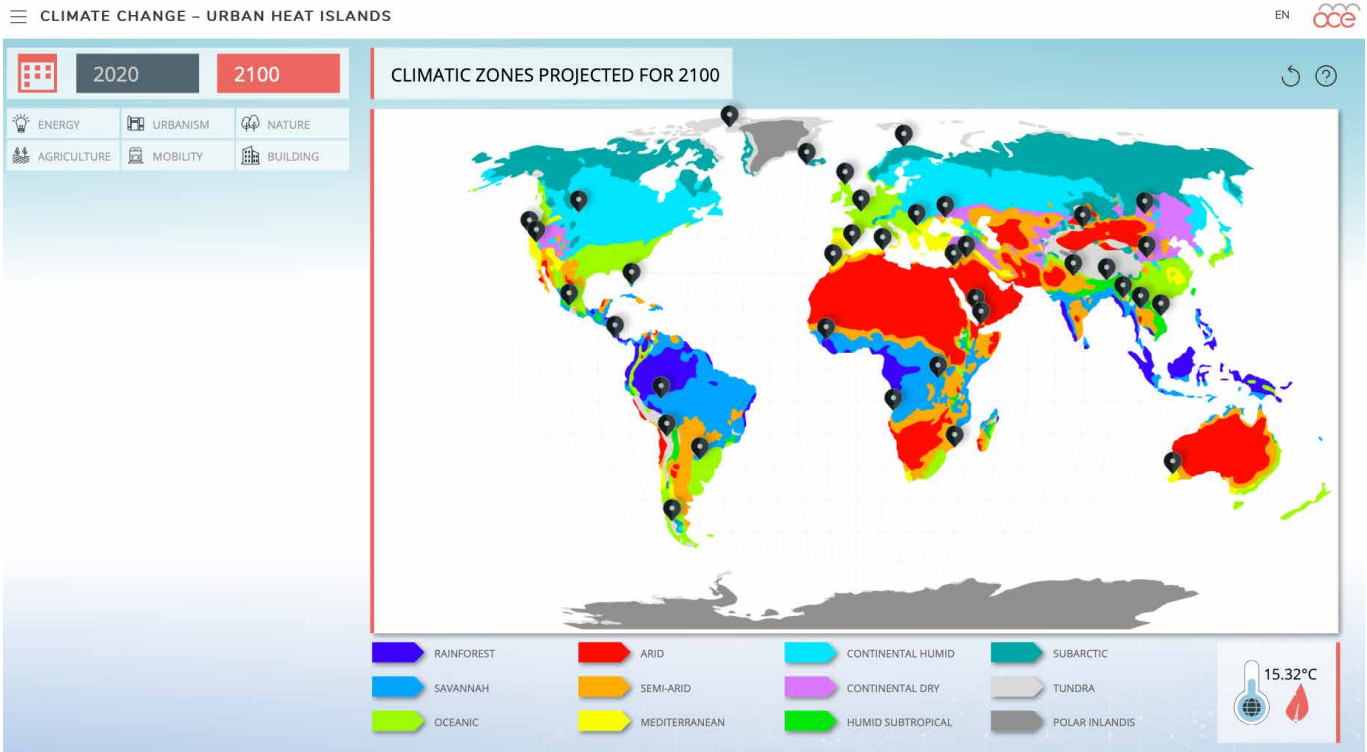 CLIMATE CHANGE – URBAN HEAT ISLANDS
EN
oce
2020
2100
CLIMATIC ZONES PROJECTED FOR 2100
?
ENERGY
URBANISM
NATURE
AGRICULTURE
MOBILITY
BUILDING
RAINFOREST
ARID
CONTINENTAL HUMID
SUBARCTIC
15.32°C
SAVANNAH
SEMI-ARID
CONTINENTAL DRY
TUNDRA
OCEANIC
MEDITERRANEAN
HUMID SUBTROPICAL
POLAR INLANDIS